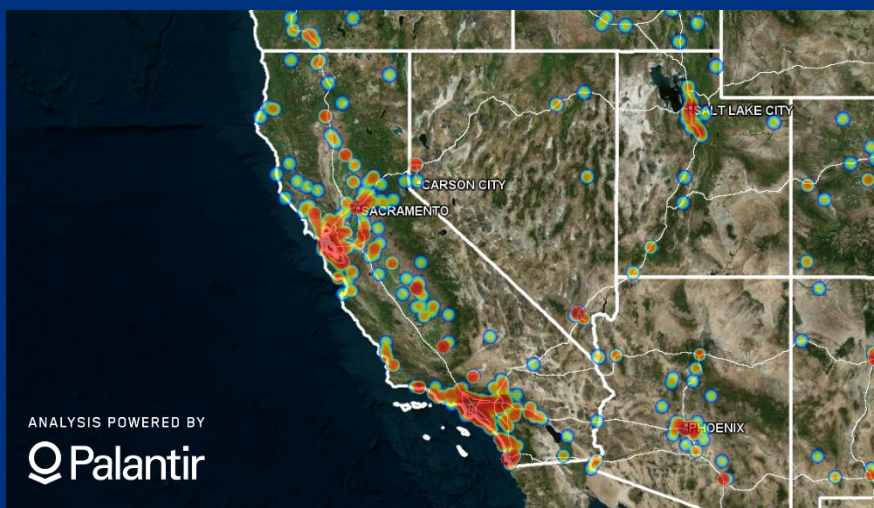 SALT LAKE CITY
CARSON CITY
SACRAMENTO
PHOENIX
ANALYSIS POWERED BY
Palantir